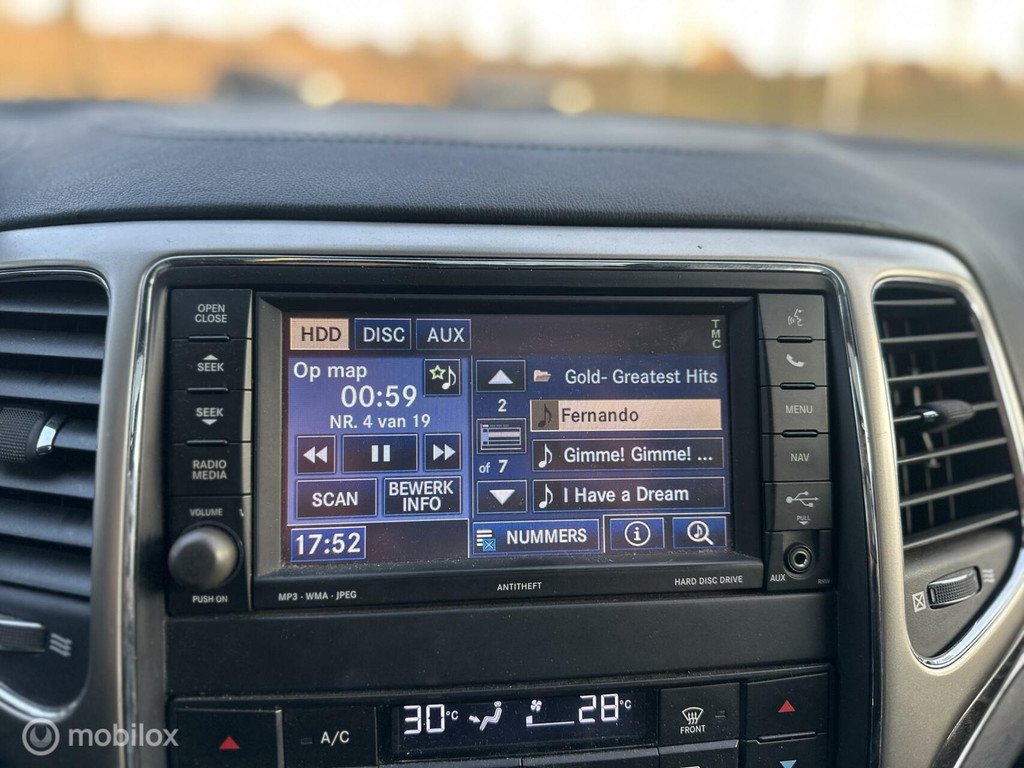 OPEN
CLOSE
SEEK
SEEK
RADIO
MEDIA
VOLUME
PUSH ON
HDD DISC AUX
TMC
Op map
00:59
NR. 4 van 19
SCAN
BEWERK
INFO
17:52
2
of 7
Gold- Greatest Hits
Fernando
Gimme! Gimme! ...
I Have a Dream
NUMMERS
MENU
NAV
PULL
AUX
MP3 - WMA - JPEG
ANTITHEFT
HARD DISC DRIVE
A/C
30°C
28°C
FRONT
mobilox